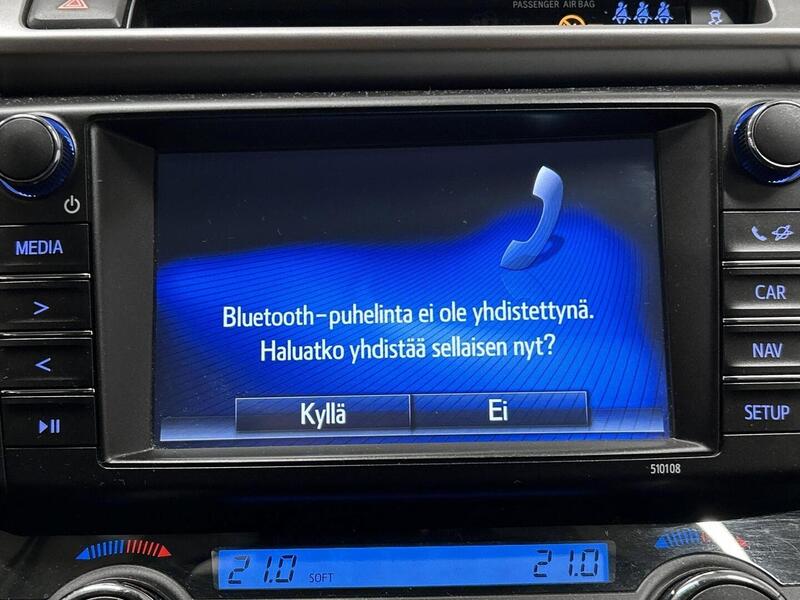 PASSENGER AIR BAG
MEDIA
>
<
CAR
NAV
SETUP
Bluetooth-puhelinta ei ole yhdistettynä.
Haluatko yhdistää sellaisen nyt?
Kyllä
Ei
510108
21.0
SOFT
21.0